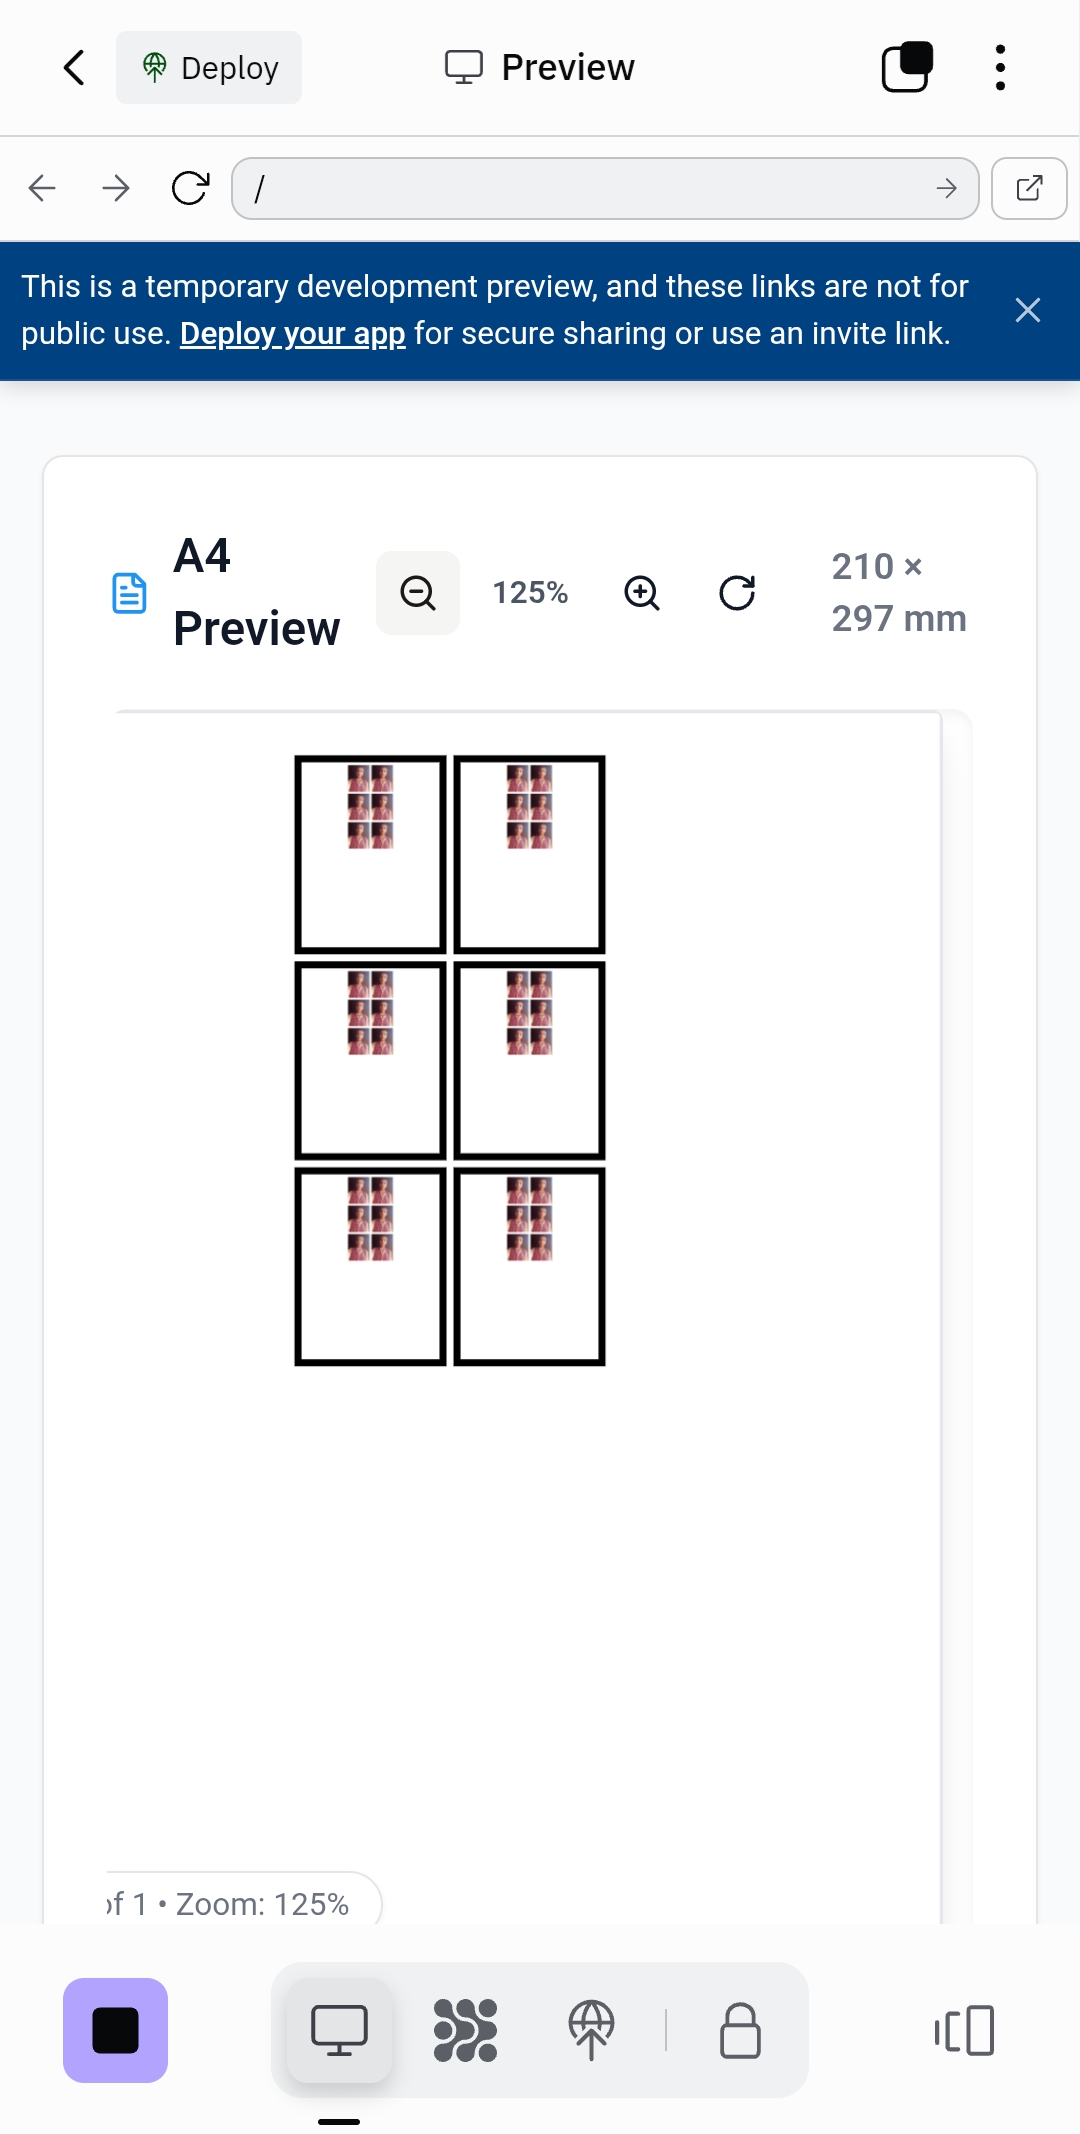 Deploy
Preview
/
This is a temporary development preview, and these links are not for
public use. Deploy your app for secure sharing or use an invite link.
A4
Preview
125%
210 ×
297 mm
of 1 • Zoom: 125%